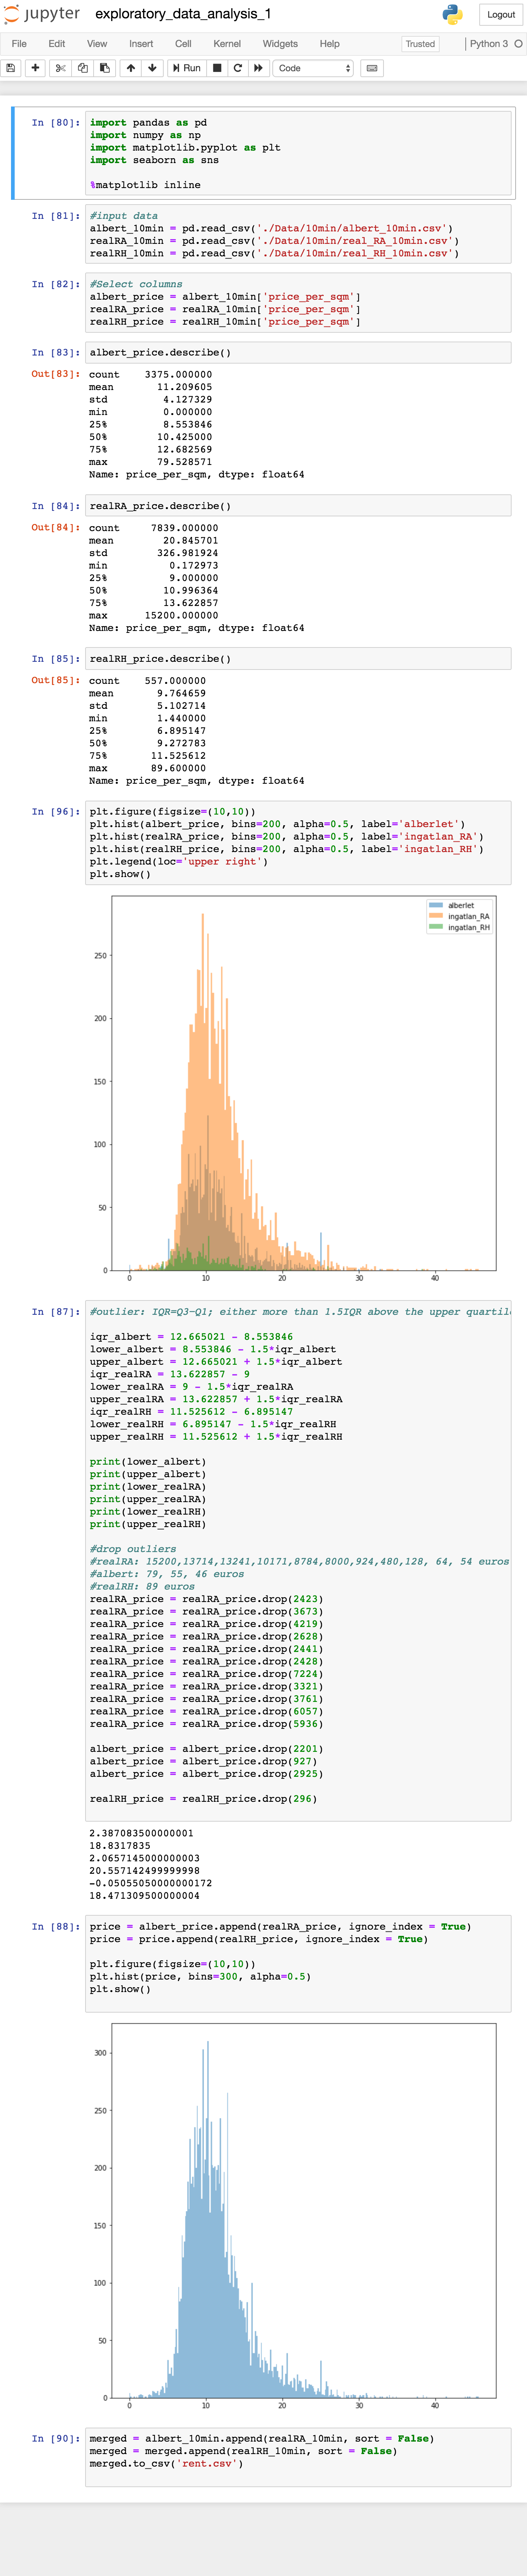 jupyter exploratory_data_analysis_1
Logout
File Edit View Insert Cell Kernel Widgets Help Trusted Python 3
Run Code
In [80]: import pandas as pd
import numpy as np
import matplotlib.pyplot as plt
import seaborn as sns
%matplotlib inline
In [81]: #input data
albert_10min = pd.read_csv('./Data/10min/albert_10min.csv')
realRA_10min = pd.read_csv('./Data/10min/real_RA_10min.csv')
realRH_10min = pd.read_csv('./Data/10min/real_RH_10min.csv')
In [82]: #Select columns
albert_price = albert_10min['price_per_sqm']
realRA_price = realRA_10min['price_per_sqm']
realRH_price = realRH_10min['price_per_sqm']
In [83]: albert_price.describe()
Out[83]: count 3375.000000
mean 11.209605
std 4.127329
min 0.000000
25% 8.553846
50% 10.425000
75% 12.682569
max 79.528571
Name: price_per_sqm, dtype: float64
In [84]: realRA_price.describe()
Out[84]: count 7839.000000
mean 20.845701
std 326.981924
min 0.172973
25% 9.000000
50% 10.996364
75% 13.622857
max 15200.000000
Name: price_per_sqm, dtype: float64
In [85]: realRH_price.describe()
Out[85]: count 557.000000
mean 9.764659
std 5.102714
min 1.440000
25% 6.895147
50% 9.272783
75% 11.525612
max 89.600000
Name: price_per_sqm, dtype: float64
In [96]: plt.figure(figsize=(10,10))
plt.hist(albert_price, bins=200, alpha=0.5, label='alberlet')
plt.hist(realRA_price, bins=200, alpha=0.5, label='ingatlan_RA')
plt.hist(realRH_price, bins=200, alpha=0.5, label='ingatlan_RH')
plt.legend(loc='upper right')
plt.show()
alberlet
ingatlan_RA
ingatlan_RH
250
200
150
100
50
0
0 10 20 30 40
In [87]: #outlier: IQR=Q3-Q1; either more than 1.5IQR above the upper quartil
iqr_albert = 12.665021 - 8.553846
lower_albert = 8.553846 - 1.5*iqr_albert
upper_albert = 12.665021 + 1.5*iqr_albert
iqr_realRA = 13.622857 - 9
lower_realRA = 9 - 1.5*iqr_realRA
upper_realRA = 13.622857 + 1.5*iqr_realRA
iqr_realRH = 11.525612 - 6.895147
lower_realRH = 6.895147 - 1.5*iqr_realRH
upper_realRH = 11.525612 + 1.5*iqr_realRH
print(lower_albert)
print(upper_albert)
print(lower_realRA)
print(upper_realRA)
print(lower_realRH)
print(upper_realRH)
#drop outliers
#realRA: 15200,13714,13241,10171,8784,8000,924,480,128, 64, 54 euros
#albert: 79, 55, 46 euros
#realRH: 89 euros
realRA_price = realRA_price.drop(2423)
realRA_price = realRA_price.drop(3673)
realRA_price = realRA_price.drop(4219)
realRA_price = realRA_price.drop(2628)
realRA_price = realRA_price.drop(2441)
realRA_price = realRA_price.drop(2428)
realRA_price = realRA_price.drop(7224)
realRA_price = realRA_price.drop(3321)
realRA_price = realRA_price.drop(3761)
realRA_price = realRA_price.drop(6057)
realRA_price = realRA_price.drop(5936)
albert_price = albert_price.drop(2201)
albert_price = albert_price.drop(927)
albert_price = albert_price.drop(2925)
realRH_price = realRH_price.drop(296)
2.387083500000001
18.8317835
2.0657145000000003
20.557142499999998
-0.05055050000000172
18.471309500000004
In [88]: price = albert_price.append(realRA_price, ignore_index = True)
price = price.append(realRH_price, ignore_index = True)
plt.figure(figsize=(10,10))
plt.hist(price, bins=300, alpha=0.5)
plt.show()
300
250
200
150
100
50
0
0 10 20 30 40
In [90]: merged = albert_10min.append(realRA_10min, sort = False)
merged = merged.append(realRH_10min, sort = False)
merged.to_csv('rent.csv')